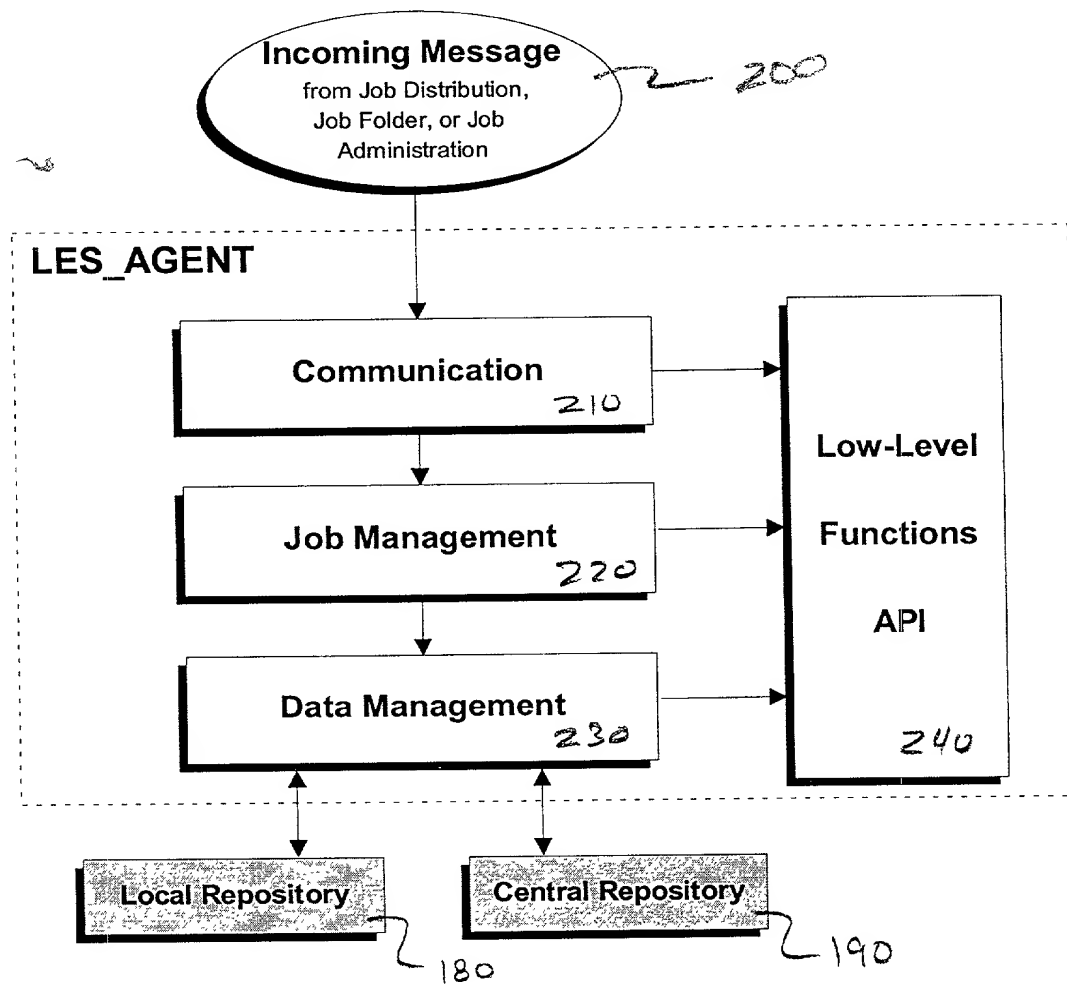 Incoming Message
200
from Job Distribution,
Job Folder, or Job
Administration
LES_AGENT
Communication
210
Job Management
220
Data Management
230
Low-Level
Functions
API
240
Local Repository
180
Central Repository
190